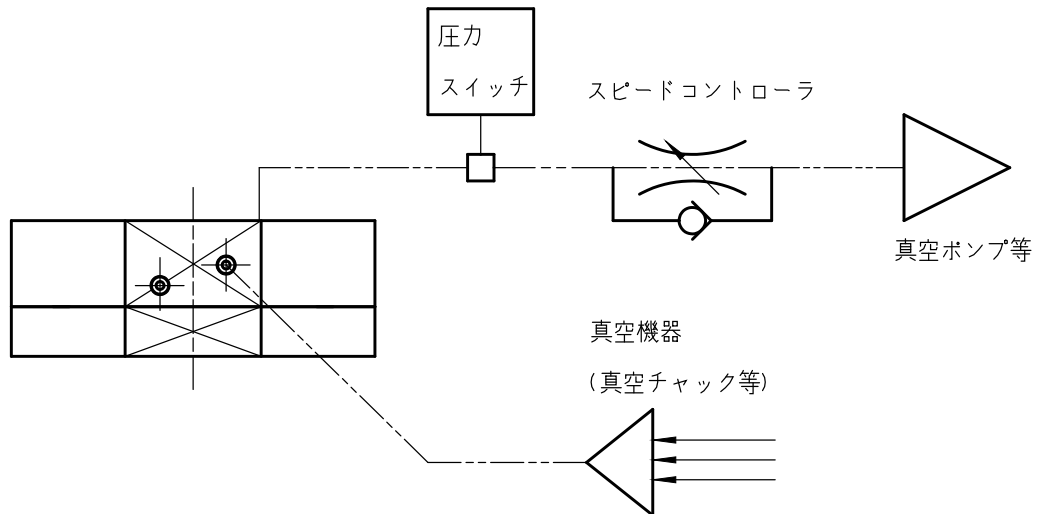 圧力
スイッチ
スピードコントローラ
真空ポンプ等
真空機器
(真空チャック等)